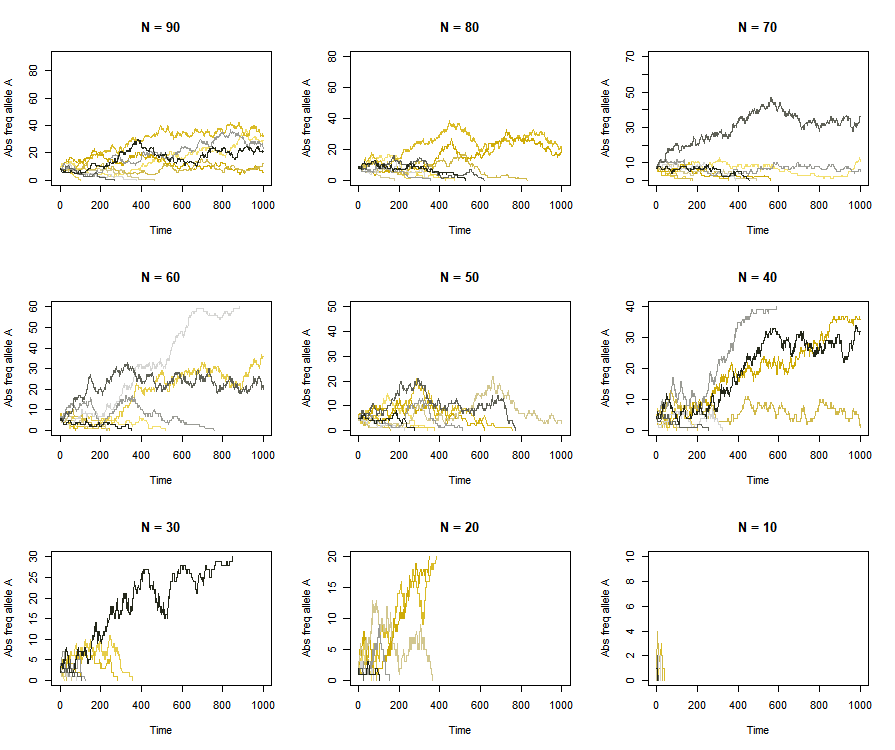 N = 90 N = 80 N = 70
Abs freq allele A 0 20 40 60 80 Abs freq allele A 0 20 40 60 80 Abs freq allele A 0 10 30 50 70
0 200 400 600 800 1000 0 200 400 600 800 1000 0 200 400 600 800 1000
Time Time Time
N = 60 N = 50 N = 40
Abs freq allele A 0 10 20 30 40 50 60 Abs freq allele A 0 10 20 30 40 50 Abs freq allele A 0 10 20 30 40
0 200 400 600 800 1000 0 200 400 600 800 1000 0 200 400 600 800 1000
Time Time Time
N = 30 N = 20 N = 10
Abs freq allele A 0 5 10 15 20 25 30 Abs freq allele A 0 5 10 15 20 Abs freq allele A 0 2 4 6 8 10
0 200 400 600 800 1000 0 200 400 600 800 1000 0 200 400 600 800 1000
Time Time Time